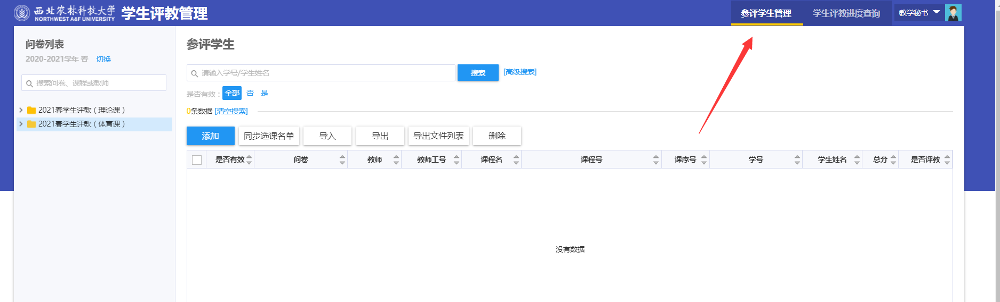 西北农林科技大学
NORTHWEST A&F UNIVERSITY
学生评教管理
参评学生管理
学生评教进度查询
教学秘书
问卷列表
2020-2021学年 春 切换
搜索问卷、课程或教师
2021春学生评教（理论课）
2021春学生评教（体育课）
参评学生
请输入学号/学生姓名
搜索
[高级搜索]
是否有效： 全部 否 是
0条数据 [清空搜索]
添加 同步选课名单 导入 导出 导出文件列表 删除
是否有效 问卷 教师 教师工号 课程名 课程号 课序号 学号 学生姓名 总分 是否评教
没有数据